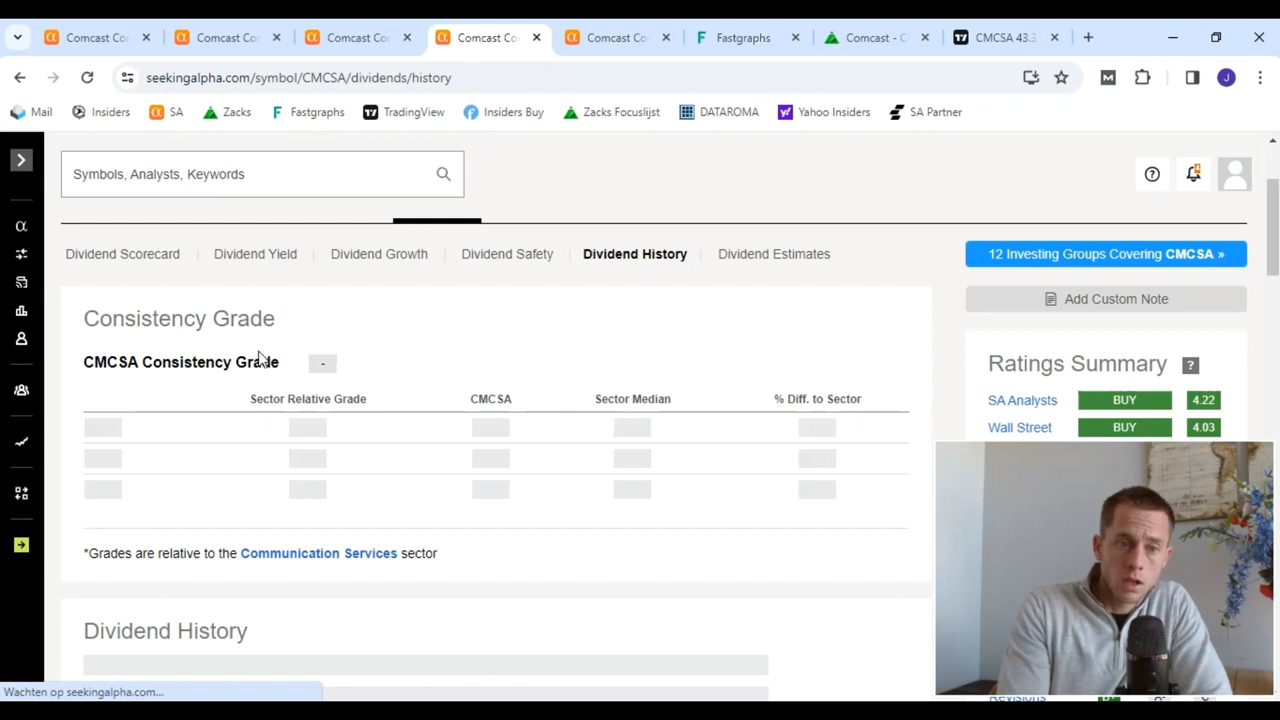 Comcast Co
Comcast Co
Comcast Co
Comcast Co
Comcast Co
Fastgraphs
Comcast - C
CMCSA 43.3
seekingalpha.com/symbol/CMCSA/dividends/history
M
J
Mail
Insiders
SA
Zacks
Fastgraphs
TradingView
Insiders Buy
Zacks Focuslijst
DATAROMA
Yahoo Insiders
SA Partner
Symbols, Analysts, Keywords
Dividend Scorecard
Dividend Yield
Dividend Growth
Dividend Safety
Dividend History
Dividend Estimates
12 Investing Groups Covering CMCSA »
Add Custom Note
Consistency Grade
CMCSA Consistency Grade -
Sector Relative Grade CMCSA Sector Median % Diff. to Sector
*Grades are relative to the Communication Services sector
Dividend History
Ratings Summary ?
SA Analysts BUY 4.22
Wall Street BUY 4.03
Wachten op seekingalpha.com...